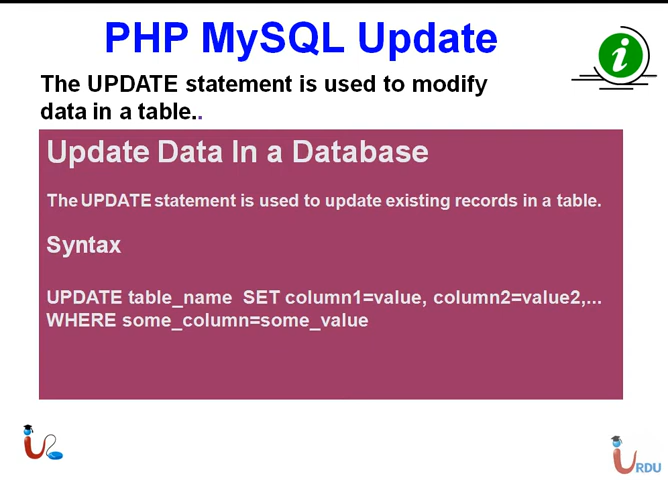 PHP MySQL Update
The UPDATE statement is used to modify
data in a table..
Update Data In a Database
The UPDATE statement is used to update existing records in a table.
Syntax
UPDATE table_name SET column1=value, column2=value2,...
WHERE some_column=some_value
i
URDU